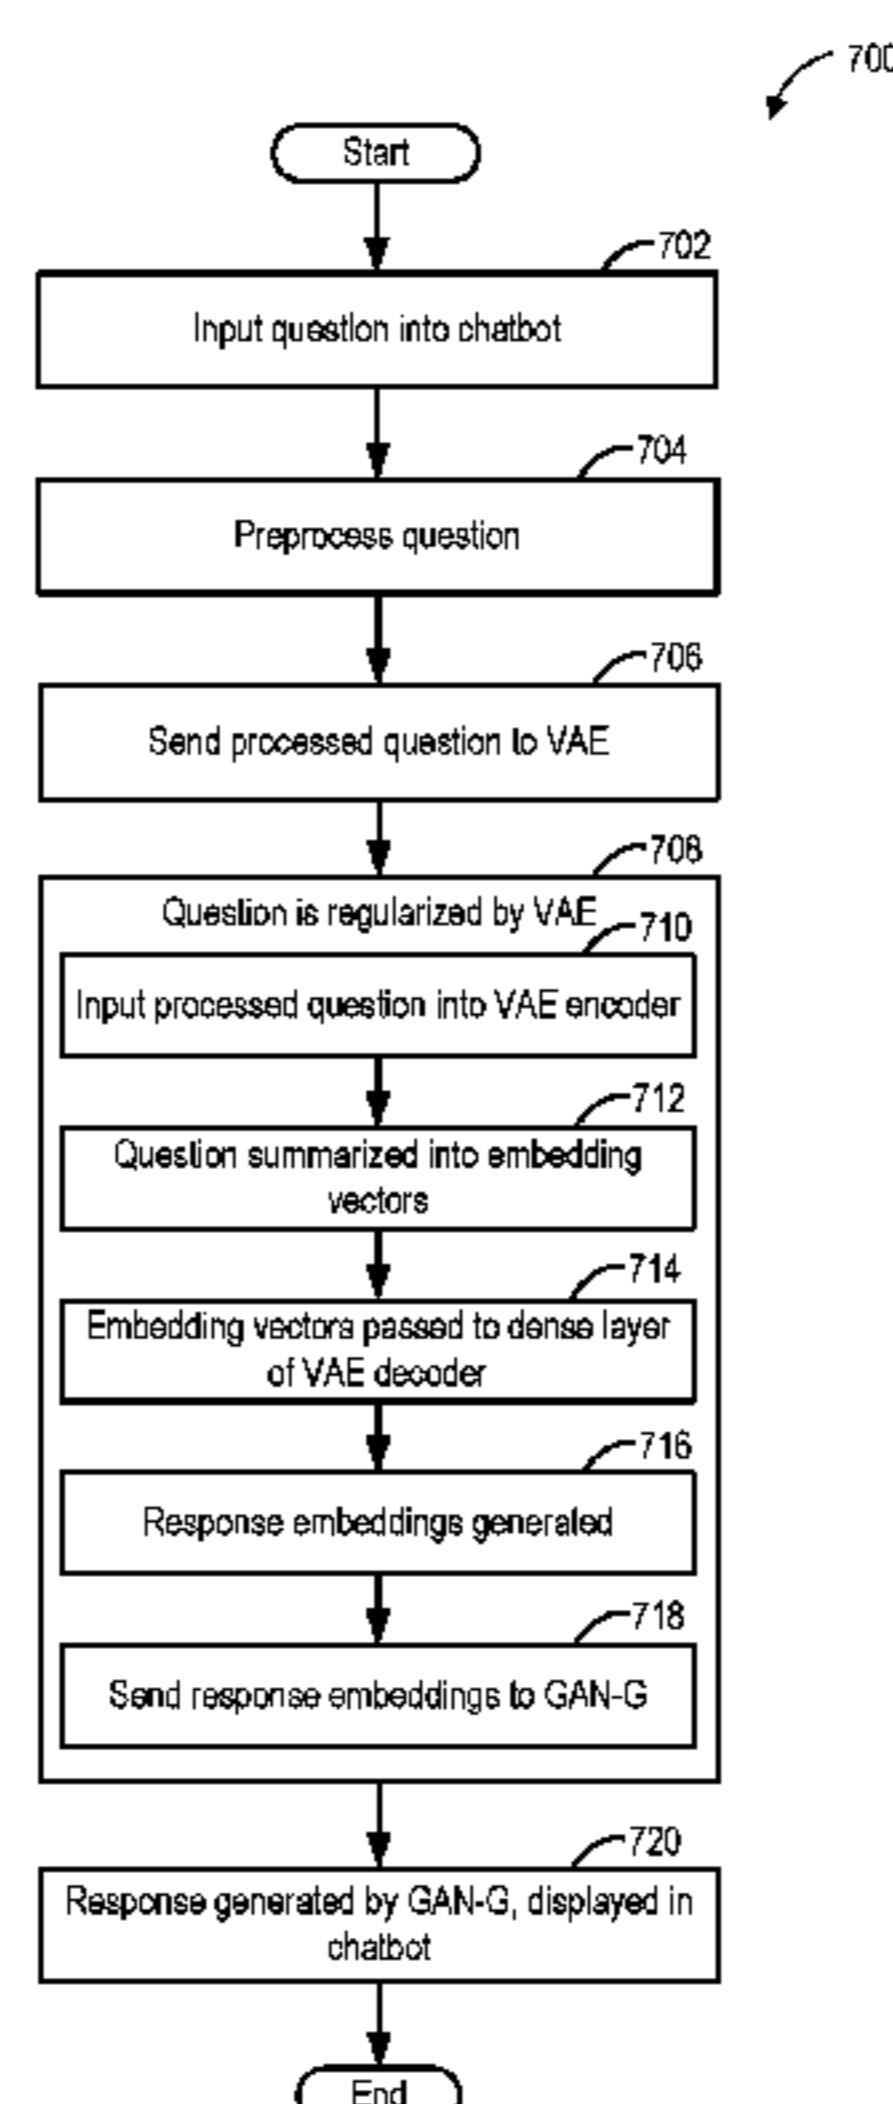 700
Start
702
Input question into chatbot
704
Preprocess question
706
Send processed question to VAE
708
Question is regularized by VAE
710
Input processed question into VAE encoder
712
Question summarized into embedding
vectors
714
Embedding vectors passed to dense layer
of VAE decoder
716
Response embeddings generated
718
Send response embeddings to GAN-G
720
Response generated by GAN-G, displayed in
chatbot
End